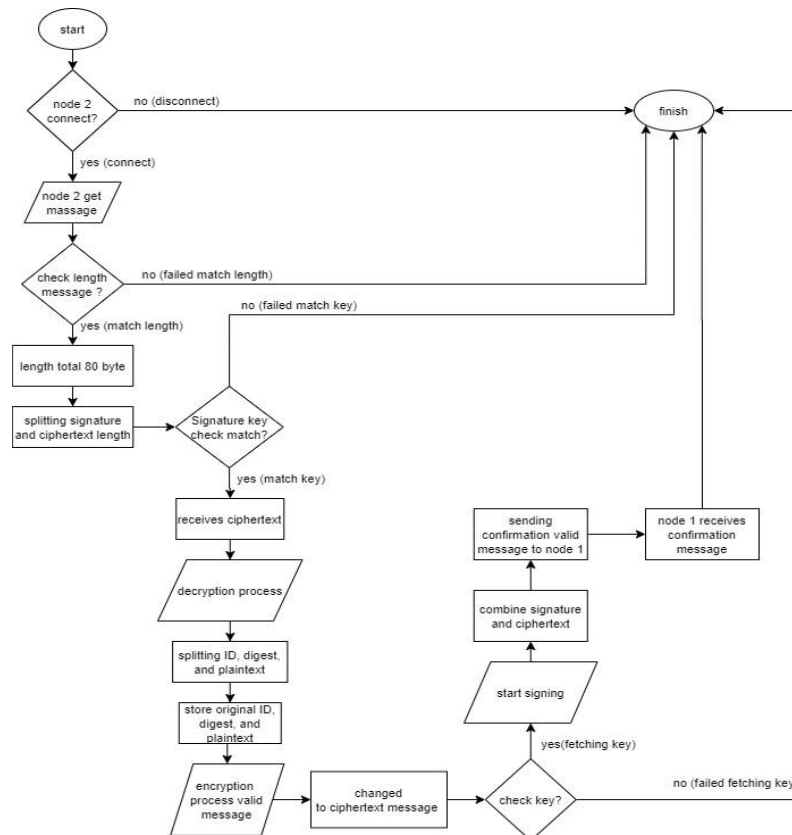 start
node 2
connect?
no (disconnect)
finish
yes (connect)
node 2 get
massage
check length
message ?
no (failed match length)
yes (match length)
no (failed match key)
length total 80 byte
splitting signature
and ciphertext length
Signature key
check match?
yes (match key)
receives ciphertext
decryption process
splitting ID, digest,
and plaintext
store original ID,
digest, and
plaintext
encryption
process valid
message
changed
to ciphertext message
check key?
no (failed fetching key
yes(fetching key)
start signing
combine signature
and ciphertext
sending
confirmation valid
message to node 1
node 1 receives
confirmation
message